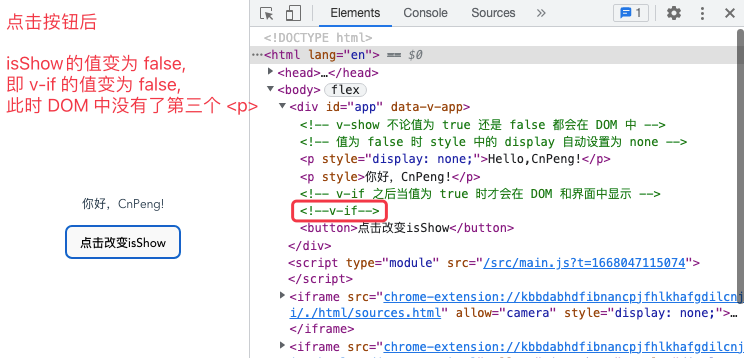 点击按钮后
isShow的值变为 false,
即 v-if 的值变为 false,
此时 DOM 中没有了第三个 <p>
你好，CnPeng!
点击改变isShow
Elements Console Sources » 1
<!DOCTYPE html>
···<html lang="en"> == $0
<head>…</head>
<body> flex
<div id="app" data-v-app>
<!-- v-show 不论值为 true 还是 false 都会在 DOM 中 -->
<!-- 值为 false 时 style 中的 display 自动设置为 none -->
<p style="display: none;">Hello,CnPeng!</p>
<p style>你好，CnPeng!</p>
<!-- v-if 之后当值为 true 时才会在 DOM 和界面中显示 -->
<!--v-if-->
<button>点击改变isShow</button>
</div>
<script type="module" src="/src/main.js?t=1668047115074">
</script>
<iframe src="chrome-extension://kbbdabhdfibnancpjfhlkhafgdilcnj
i/./html/sources.html" allow="camera" style="display: none;">…
</iframe>
<iframe src="chrome-extension://kbbdabhdfibnancpjfhlkhafgdilcnj